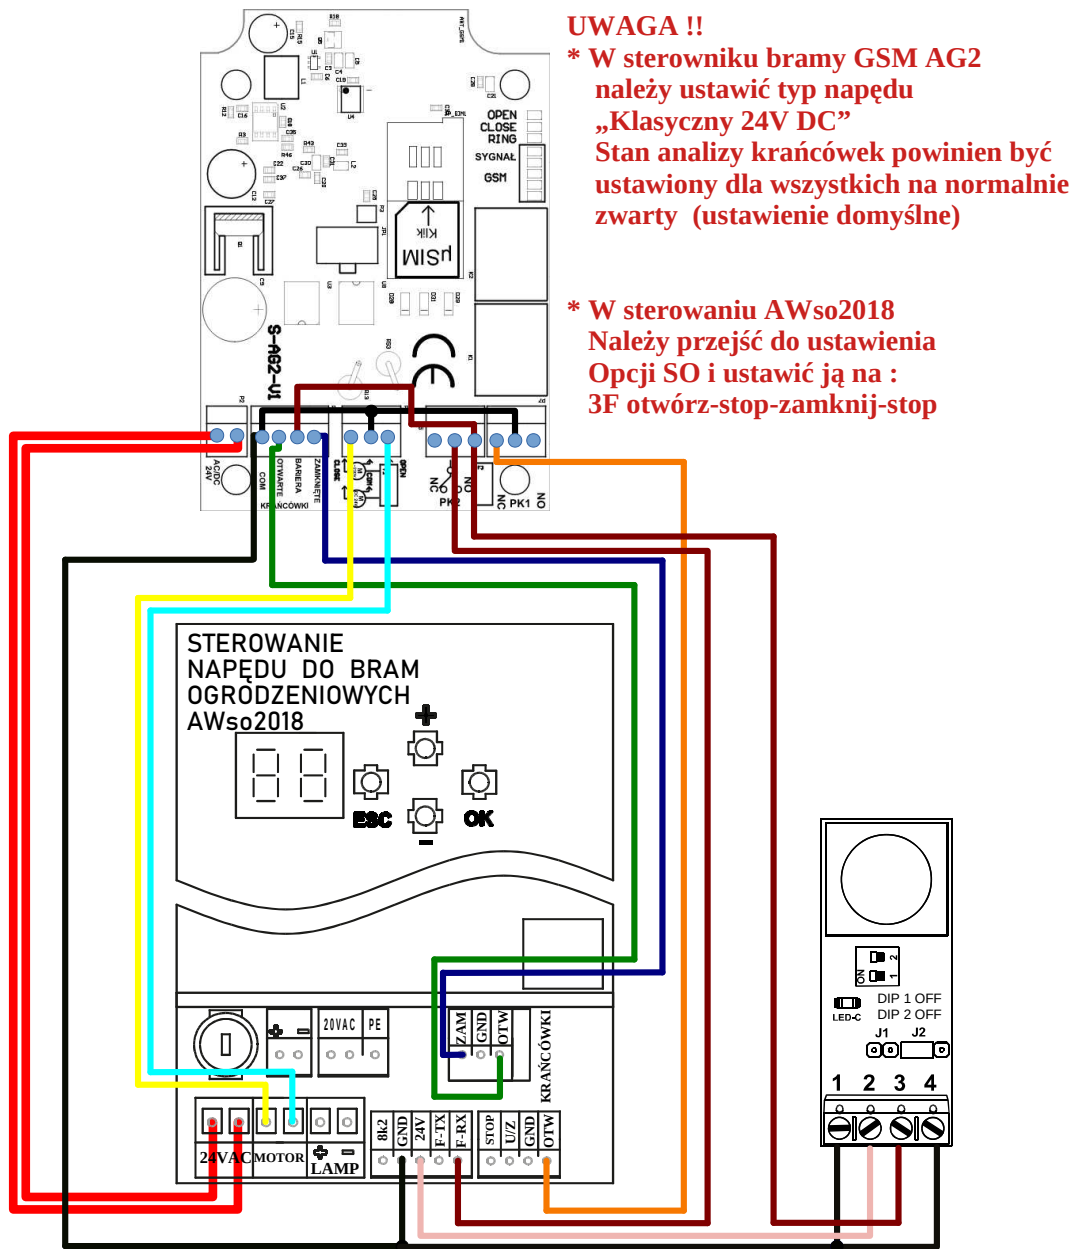 UWAGA !!
* W sterowniku bramy GSM AG2
należy ustawić typ napędu
„Klasyczny 24V DC”
Stan analizy krańcówek powinien być
ustawiony dla wszystkich na normalnie
zwarty (ustawienie domyślne)
* W sterowaniu AWso2018
Należy przejść do ustawienia
Opcji SO i ustawić ją na :
3F otwórz-stop-zamknij-stop
OPEN
CLOSE
RING
SYGNAŁ
GSM
µSIM
Klik
S-AG2-V1
AC/DC
24V
COM
OTWARTE
BARIERA
ZAMKNIĘTE
KRAŃCÓWKI
CLOSE
COM
OPEN
NC
NO
NC
PK1
NO
STEROWANIE
NAPĘDU DO BRAM
OGRODZENIOWYCH
AWso2018
+
ESC
OK
-
+ -
20VAC
PE
ZAM
GND
OTW
KRAŃCÓWKI
24VAC
MOTOR
+ -
LAMP
8k2
GND
24V
F-TX
F-RX
STOP
U/Z
GND
OTW
ON
1
2
LED-C
DIP 1 OFF
DIP 2 OFF
J1
J2
1 2 3 4